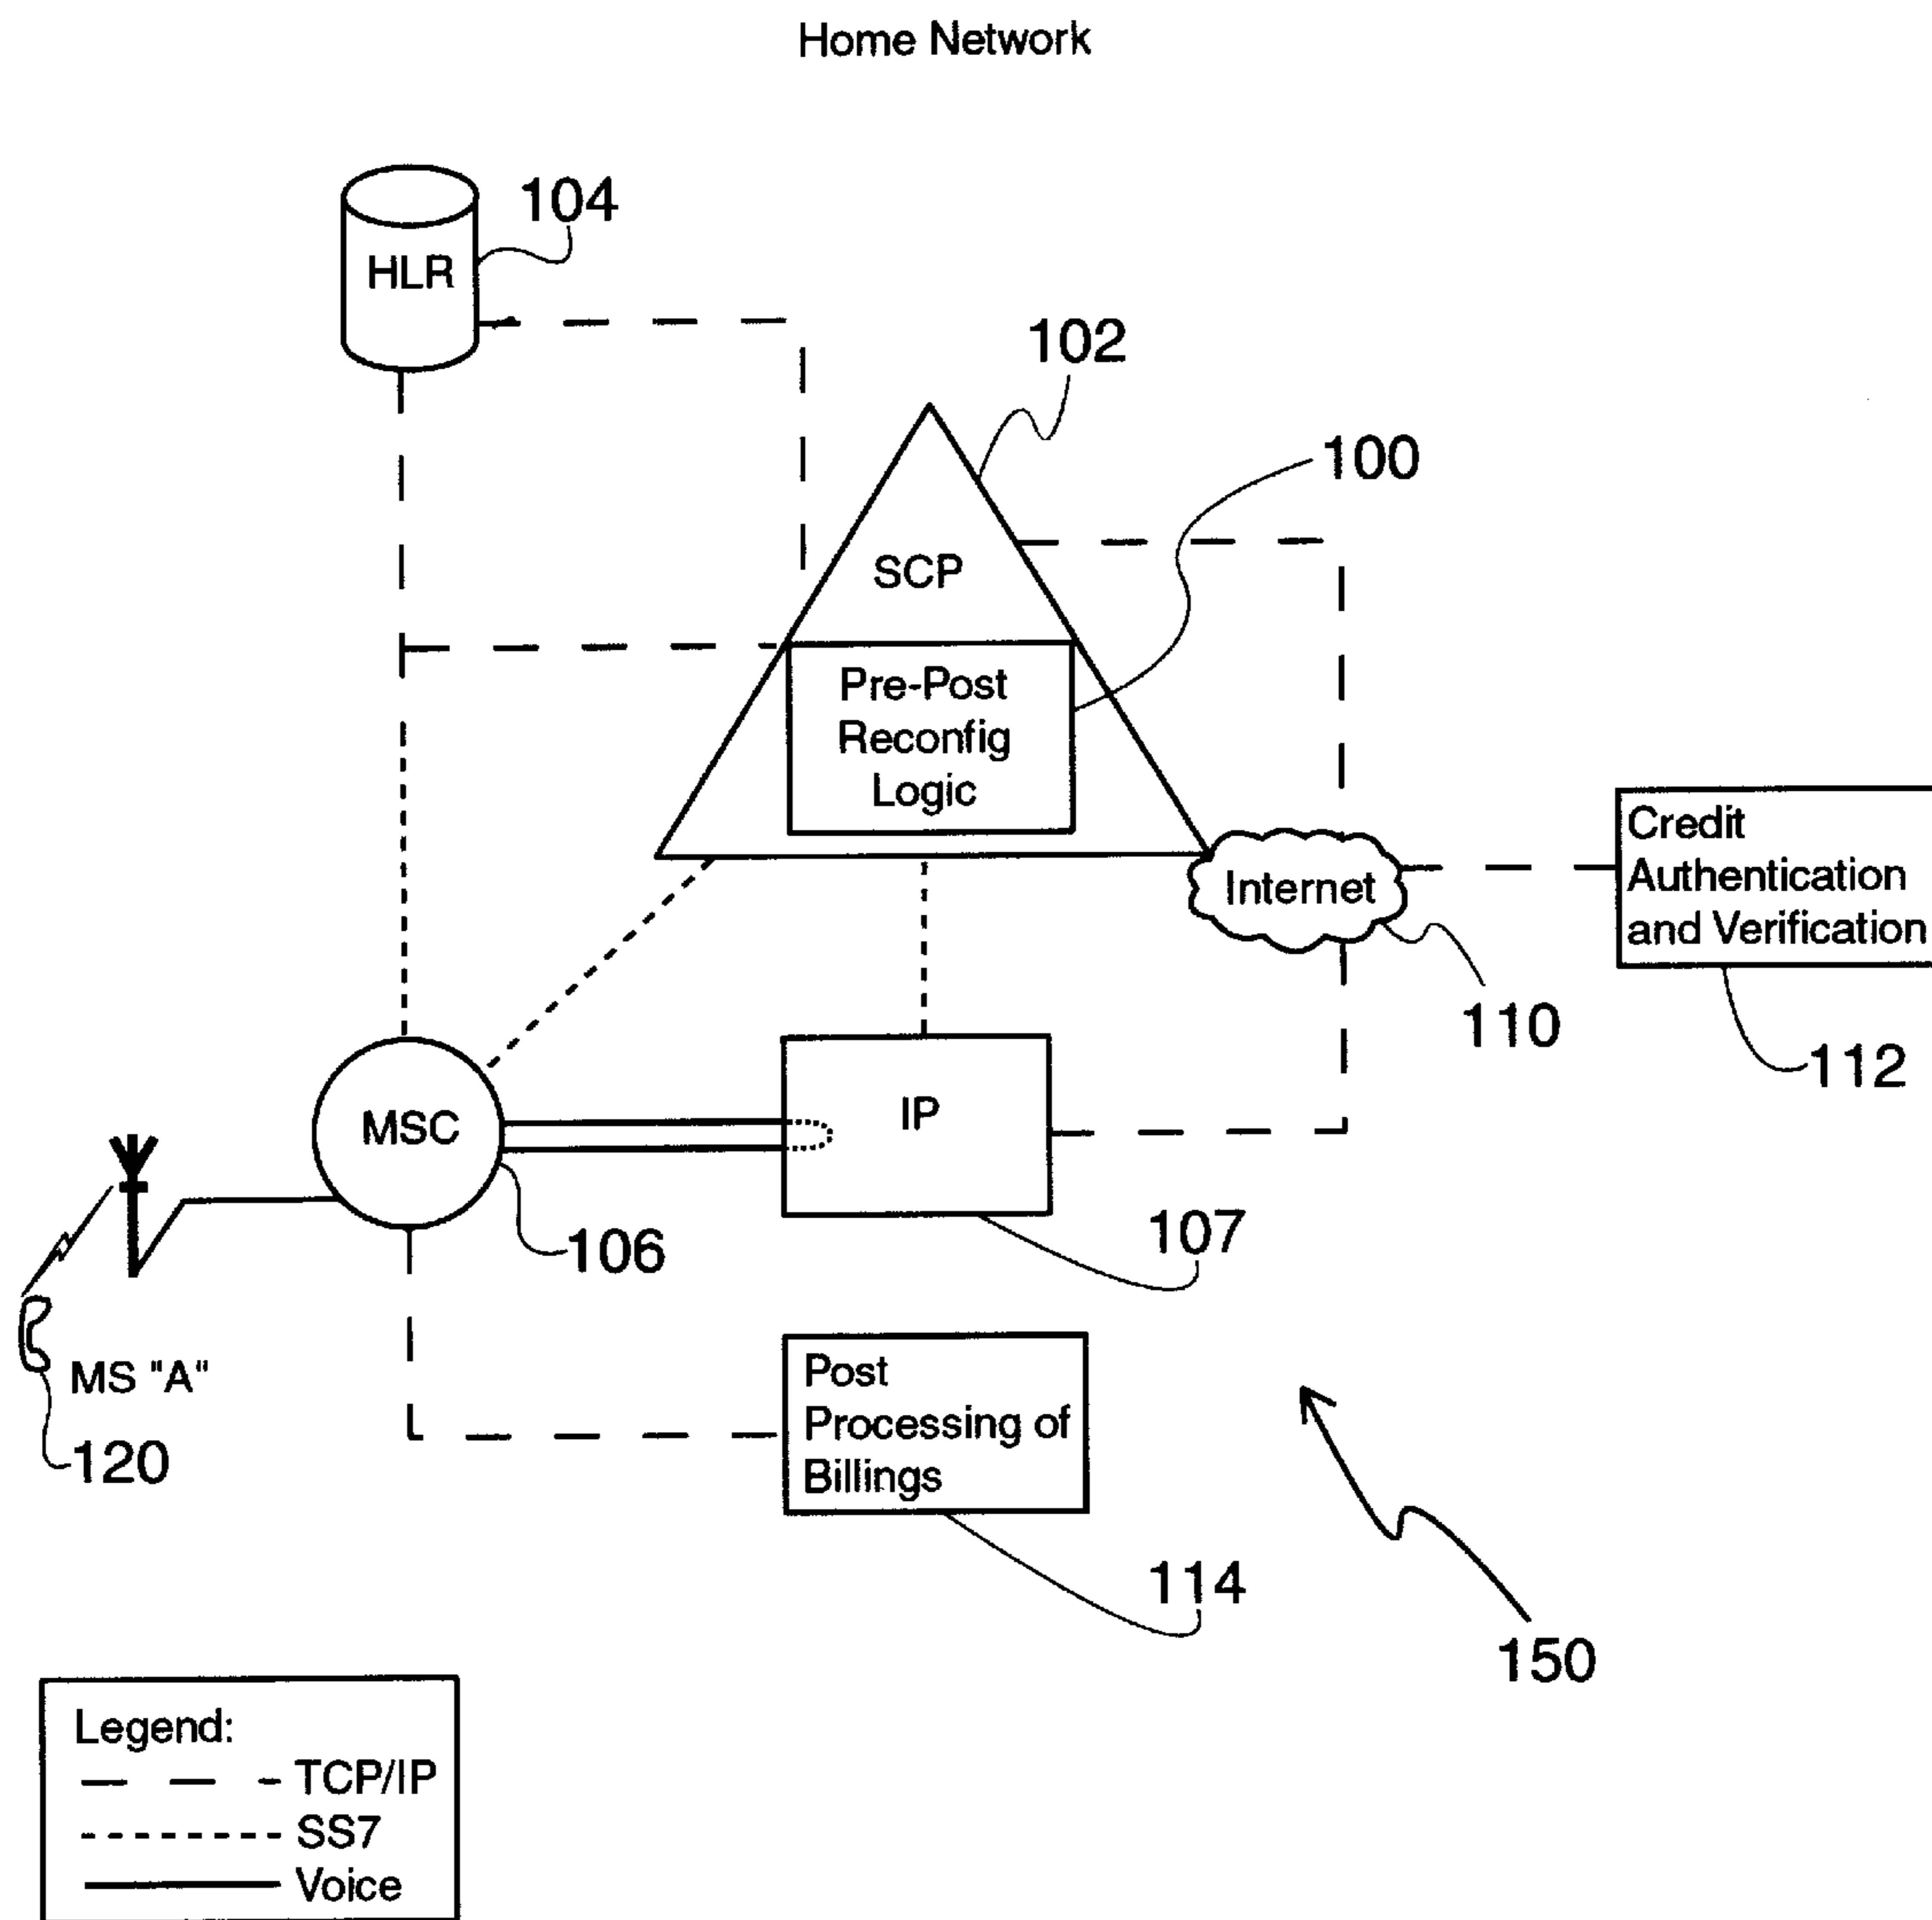 Home Network
104
HLR
102
100
SCP
Pre-Post
Reconfig
Logic
Credit
Authentication
and Verification
Internet
110
112
MSC
IP
106
107
MS "A"
120
Post
Processing of
Billings
114
150
Legend:
TCP/IP
SS7
Voice